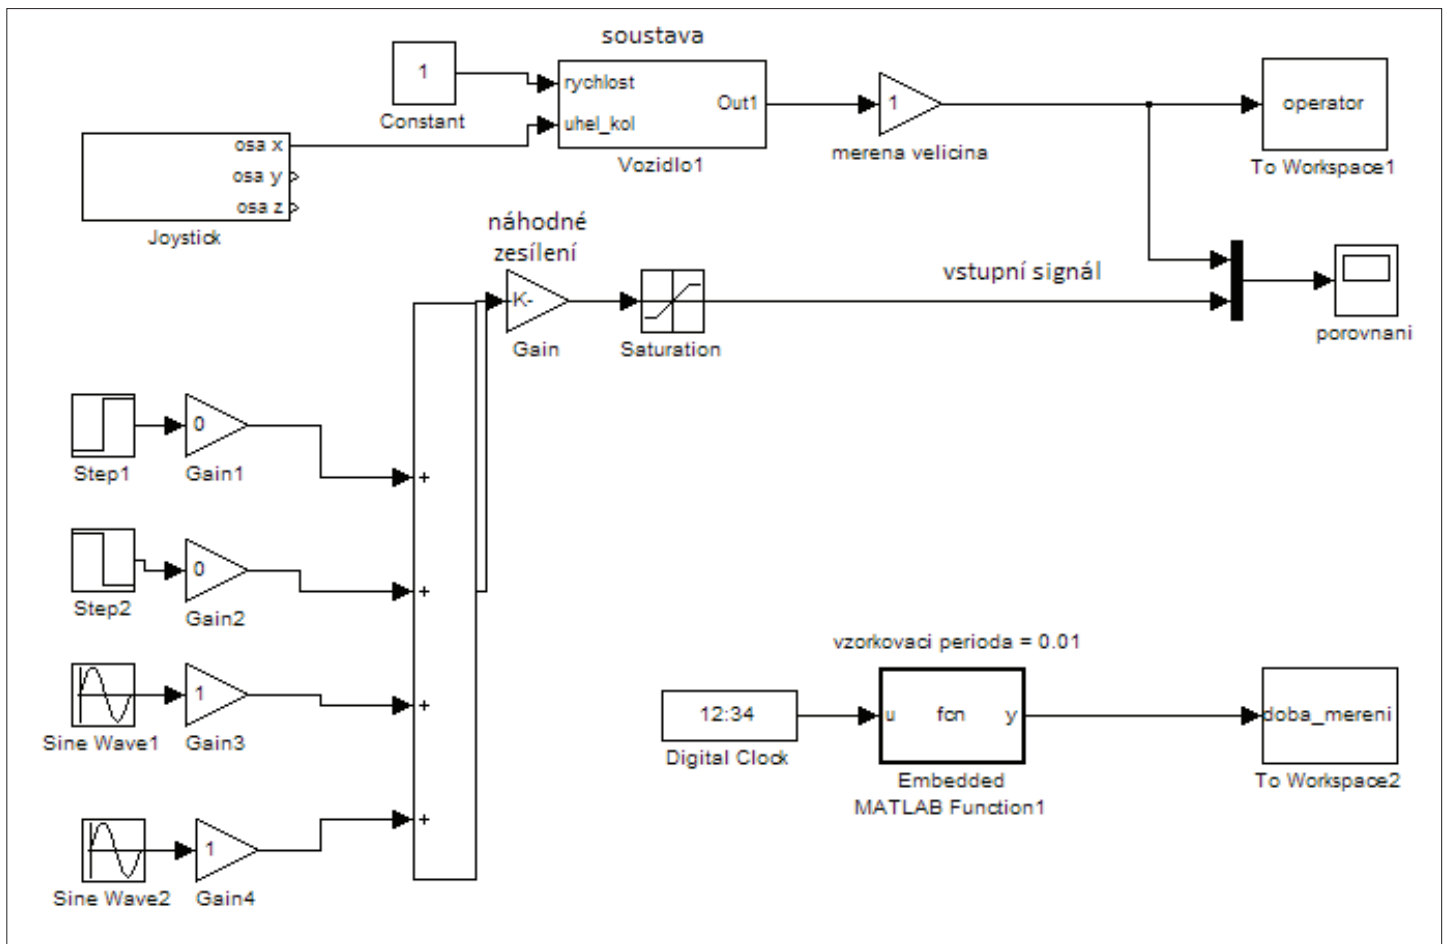 soustava
1
Constant
rychlost
uhel_kol
Out1
Vozidlo1
1
merena velicina
operator
To Workspace1
osa x
osa y
osa z
Joystick
náhodné
zesílení
K-
Gain
Saturation
vstupní signál
porovnani
Step1
0
Gain1
+
Step2
0
Gain2
+
Sine Wave1
1
Gain3
+
Sine Wave2
1
Gain4
+
vzorkovaci perioda = 0.01
12:34
Digital Clock
u fcn y
Embedded
MATLAB Function1
doba_mereni
To Workspace2